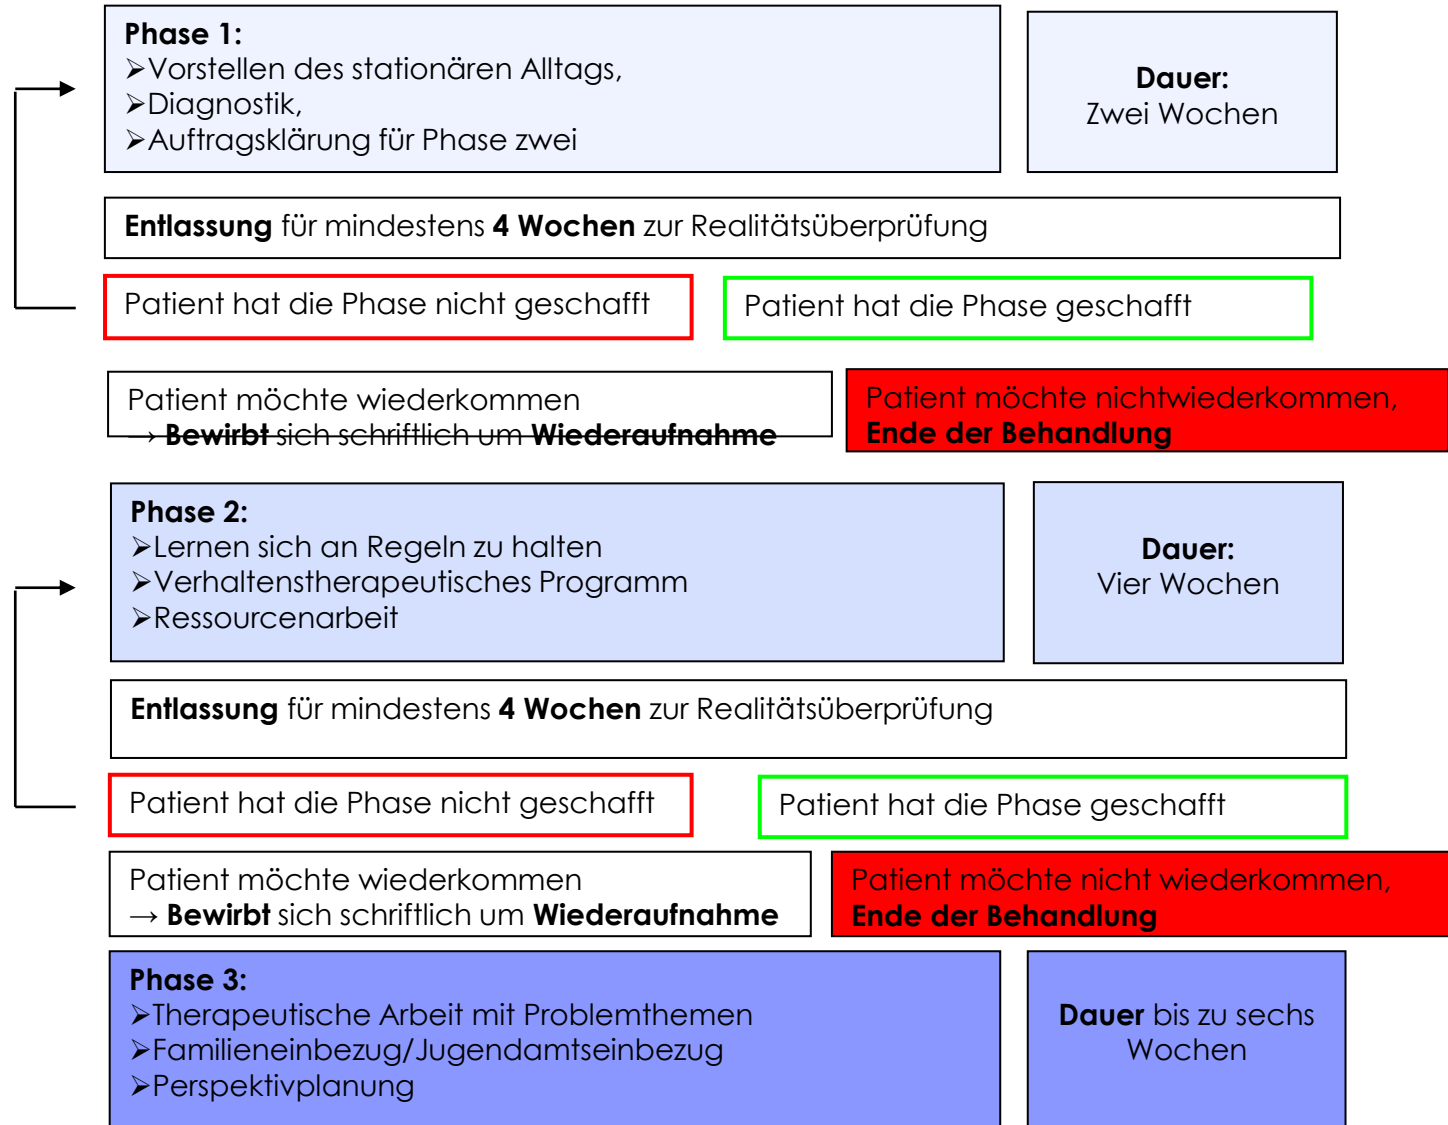 Phase 1:
➢Vorstellen des stationären Alltags,
➢Diagnostik,
➢Auftragsklärung für Phase zwei
Dauer:
Zwei Wochen
Entlassung für mindestens 4 Wochen zur Realitätsüberprüfung
Patient hat die Phase nicht geschafft
Patient hat die Phase geschafft
Patient möchte wiederkommen
→ Bewirbt sich schriftlich um Wiederaufnahme
Patient möchte nichtwiederkommen,
Ende der Behandlung
Phase 2:
➢Lernen sich an Regeln zu halten
➢Verhaltenstherapeutisches Programm
➢Ressourcenarbeit
Dauer:
Vier Wochen
Entlassung für mindestens 4 Wochen zur Realitätsüberprüfung
Patient hat die Phase nicht geschafft
Patient hat die Phase geschafft
Patient möchte wiederkommen
→ Bewirbt sich schriftlich um Wiederaufnahme
Patient möchte nicht wiederkommen,
Ende der Behandlung
Phase 3:
➢Therapeutische Arbeit mit Problemthemen
➢Familieneinbezug/Jugendamtseinbezug
➢Perspektivplanung
Dauer bis zu sechs
Wochen